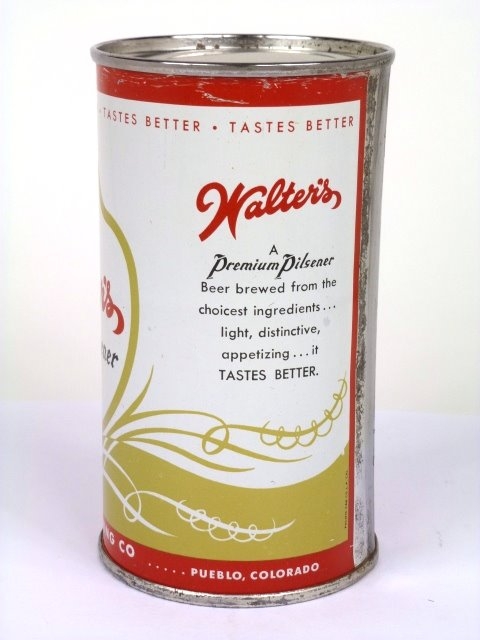 TASTES BETTER • TASTES BETTER
Walter's
A
Premium Pilsener
Beer brewed from the
choicest ingredients...
light, distinctive,
appetizing...it
TASTES BETTER.
CO ..... PUEBLO, COLORADO